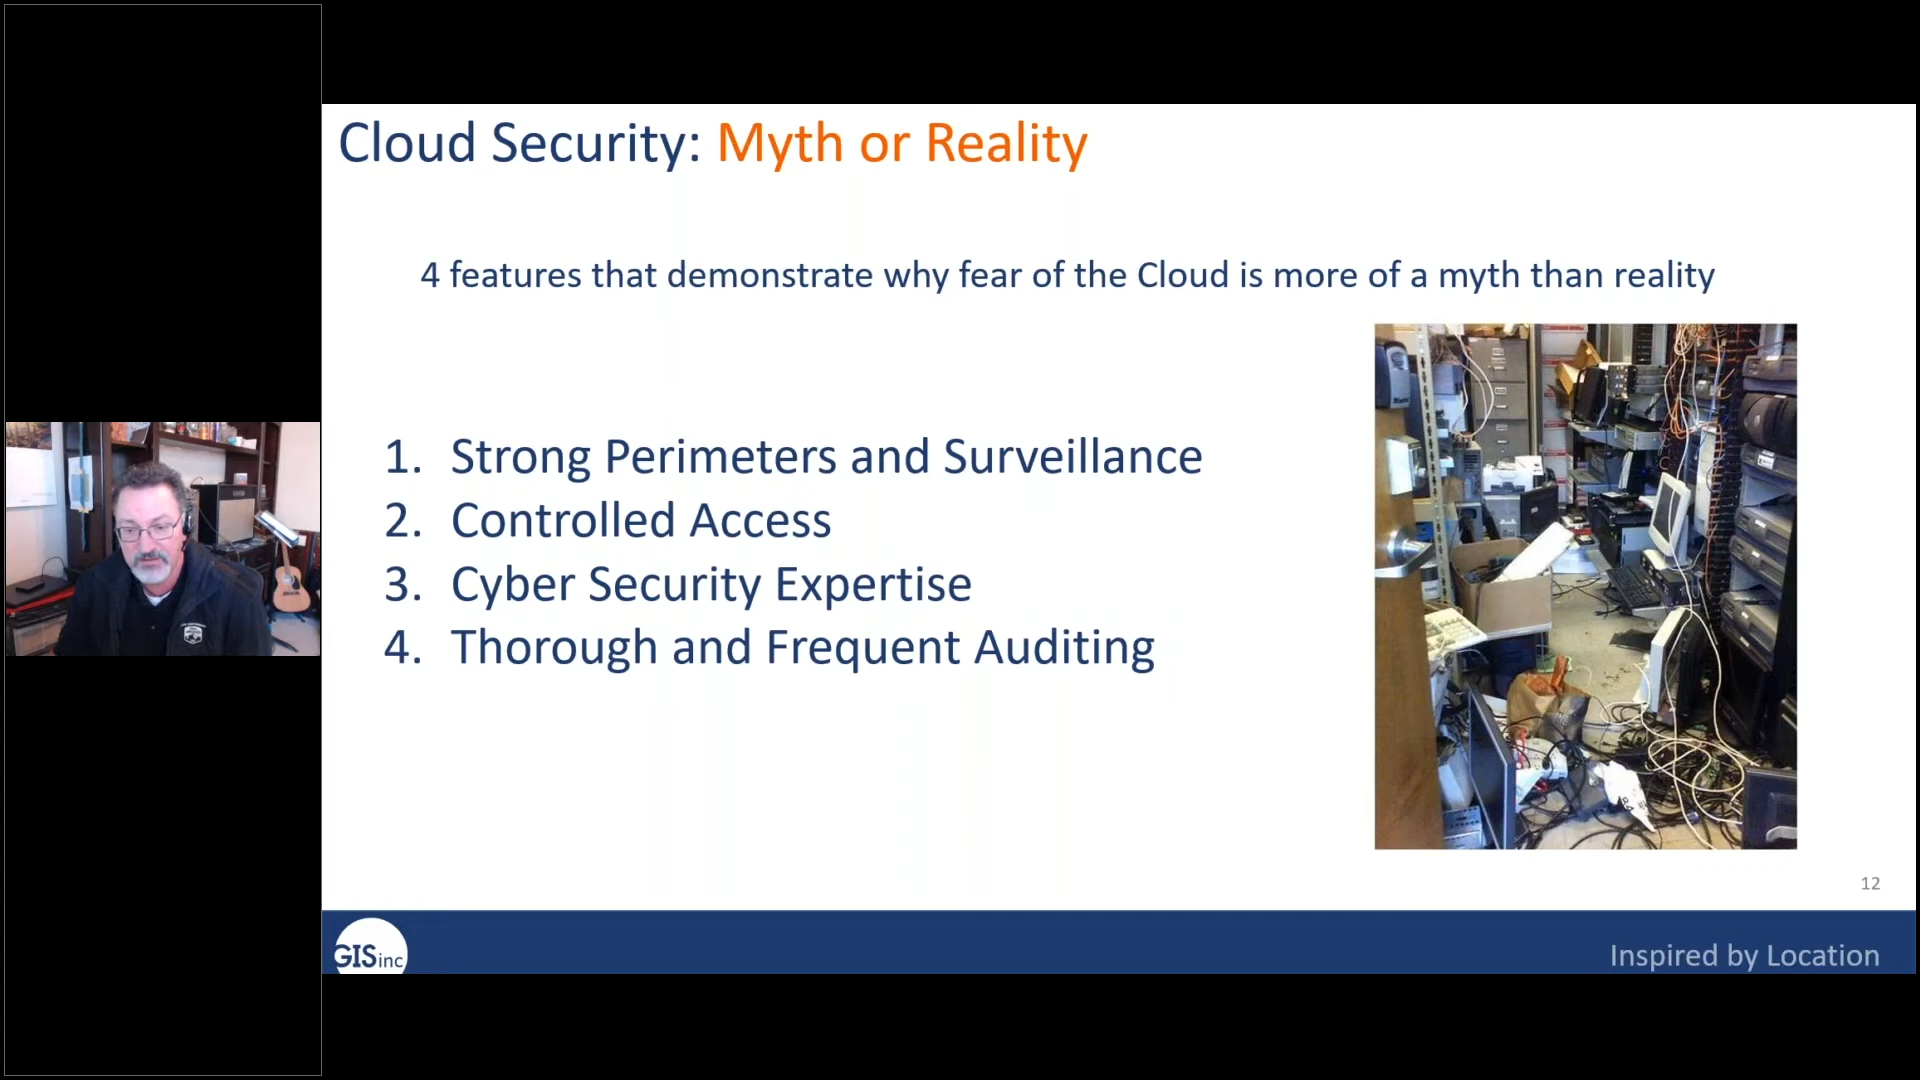 Cloud Security: Myth or Reality
4 features that demonstrate why fear of the Cloud is more of a myth than reality
1. Strong Perimeters and Surveillance
2. Controlled Access
3. Cyber Security Expertise
4. Thorough and Frequent Auditing
12
GISinc
Inspired by Location